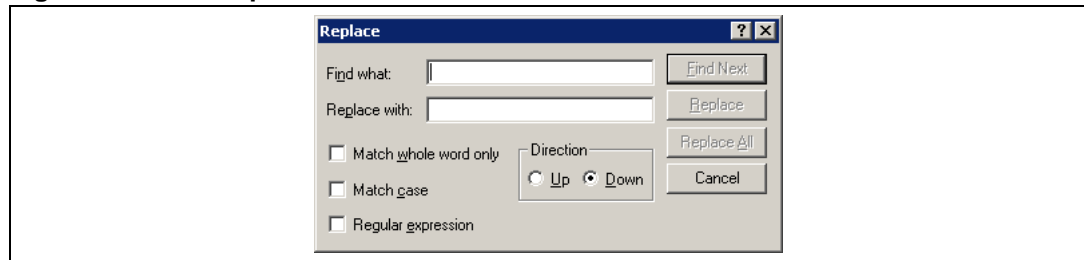 Replace
Find what:
Find Next
Replace with:
Replace
Match whole word only
Direction
Replace All
Up Down
Cancel
Match case
Regular expression